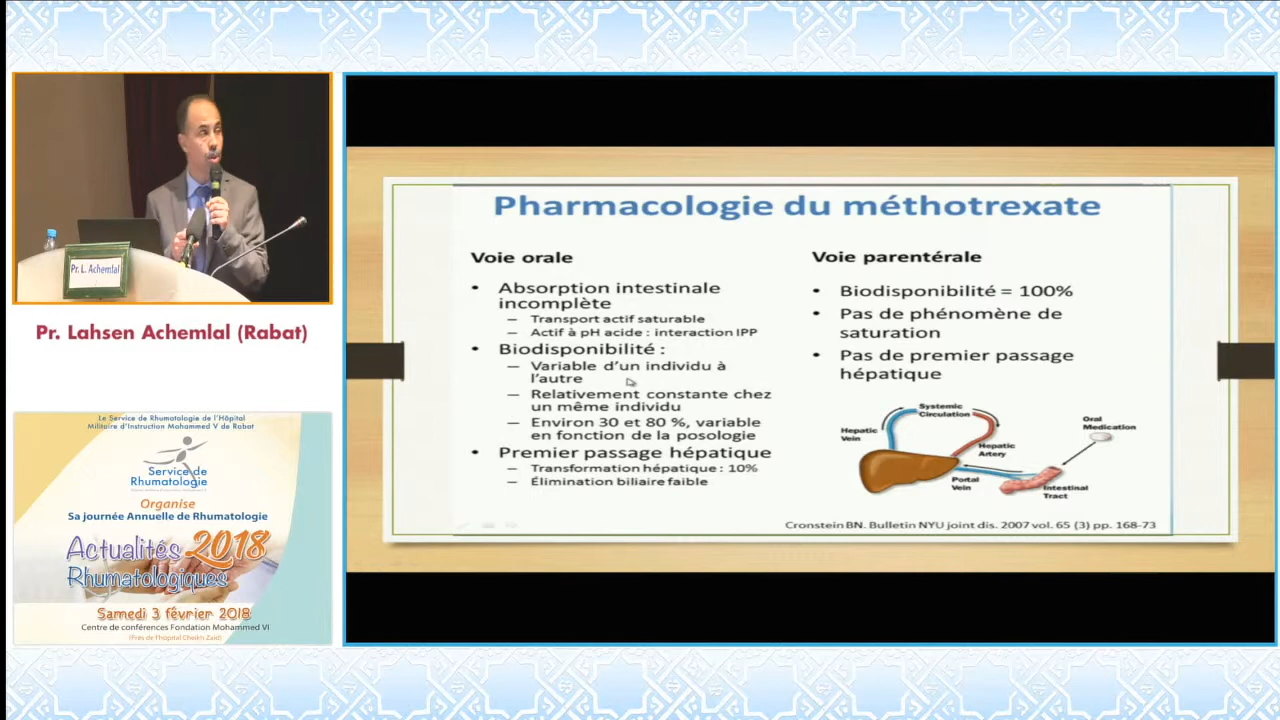 Pr. L. Achemlal
Pr. Lahsen Achemlal (Rabat)
Le Service de Rhumatologie de l'Hôpital
Militaire d'Instruction Mohammed V de Rabat
Service de
Rhumatologie
Organise
Sa journée Annuelle de Rhumatologie
Actualités 2018
Rhumatologiques
Samedi 3 février 2018
Centre de conférences Fondation Mohammed VI
(Prés de l'hopital Cheikh Zaid)
Pharmacologie du méthotrexate
Voie orale
• Absorption intestinale
incomplète
– Transport actif saturable
– Actif à pH acide : interaction IPP
• Biodisponibilité :
– Variable d'un individu à
l'autre
– Relativement constante chez
un même individu
– Environ 30 et 80 %, variable
en fonction de la posologie
• Premier passage hépatique
– Transformation hépatique : 10%
– Élimination biliaire faible
Voie parentérale
• Biodisponibilité = 100%
• Pas de phénomène de
saturation
• Pas de premier passage
hépatique
Systemic
Circulation
Hepatic
Vein
Hepatic
Artery
Oral
Medication
Portal
Vein
Intestinal
Tract
Cronstein BN. Bulletin NYU joint dis. 2007 vol. 65 (3) pp. 168-73